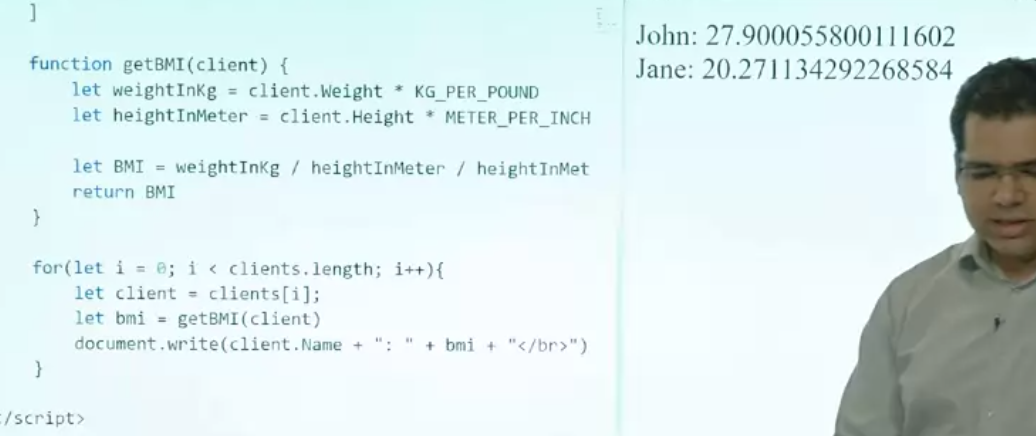 ]
function getBMI(client) {
let weightInKg = client.Weight * KG_PER_POUND
let heightInMeter = client.Height * METER_PER_INCH
let BMI = weightInKg / heightInMeter / heightInMet
return BMI
}
for(let i = 0; i < clients.length; i++){
let client = clients[i];
let bmi = getBMI(client)
document.write(client.Name + ": " + bmi + "</br>")
}
/script>
John: 27.900055800111602
Jane: 20.271134292268584